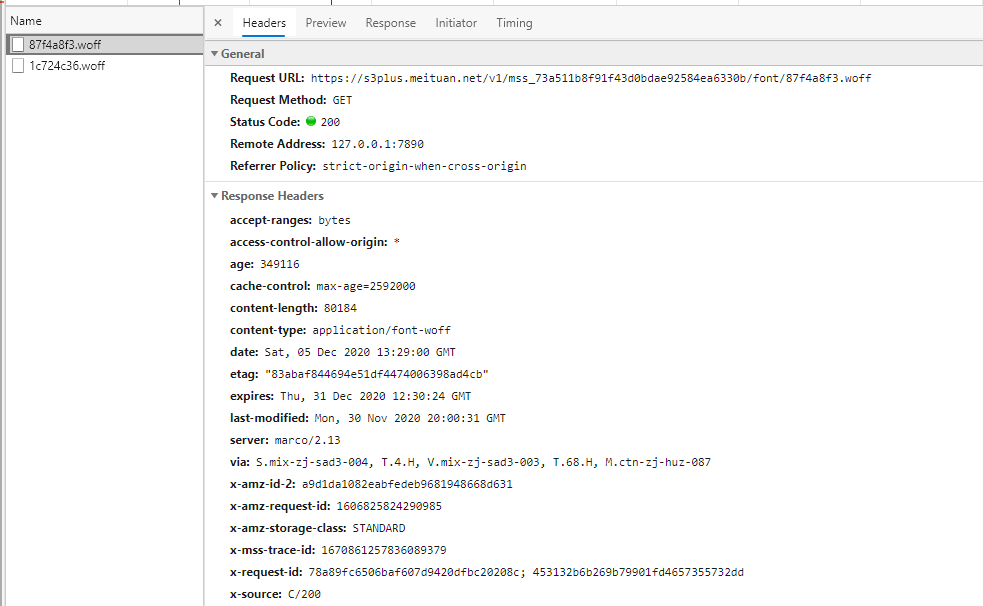 Name
87f4a8f3.woff
1c724c36.woff
× Headers Preview Response Initiator Timing
General
Request URL: https://s3plus.meituan.net/v1/mss_73a511b8f91f43d0bdae92584ea6330b/font/87f4a8f3.woff
Request Method: GET
Status Code: 200
Remote Address: 127.0.0.1:7890
Referrer Policy: strict-origin-when-cross-origin
Response Headers
accept-ranges: bytes
access-control-allow-origin: *
age: 349116
cache-control: max-age=2592000
content-length: 80184
content-type: application/font-woff
date: Sat, 05 Dec 2020 13:29:00 GMT
etag: "83abaf844694e51df4474006398ad4cb"
expires: Thu, 31 Dec 2020 12:30:24 GMT
last-modified: Mon, 30 Nov 2020 20:00:31 GMT
server: marco/2.13
via: S.mix-zj-sad3-004, T.4.H, V.mix-zj-sad3-003, T.68.H, M.ctn-zj-huz-087
x-amz-id-2: a9d1da1082eabfedeb9681948668d631
x-amz-request-id: 1606825824290985
x-amz-storage-class: STANDARD
x-mss-trace-id: 1670861257836089379
x-request-id: 78a89fc6506baf607d9420dfbc20208c; 453132b6b269b79901fd4657355732dd
x-source: C/200